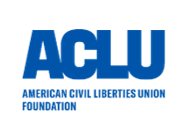 ACLU
AMERICAN CIVIL LIBERTIES UNION
FOUNDATION